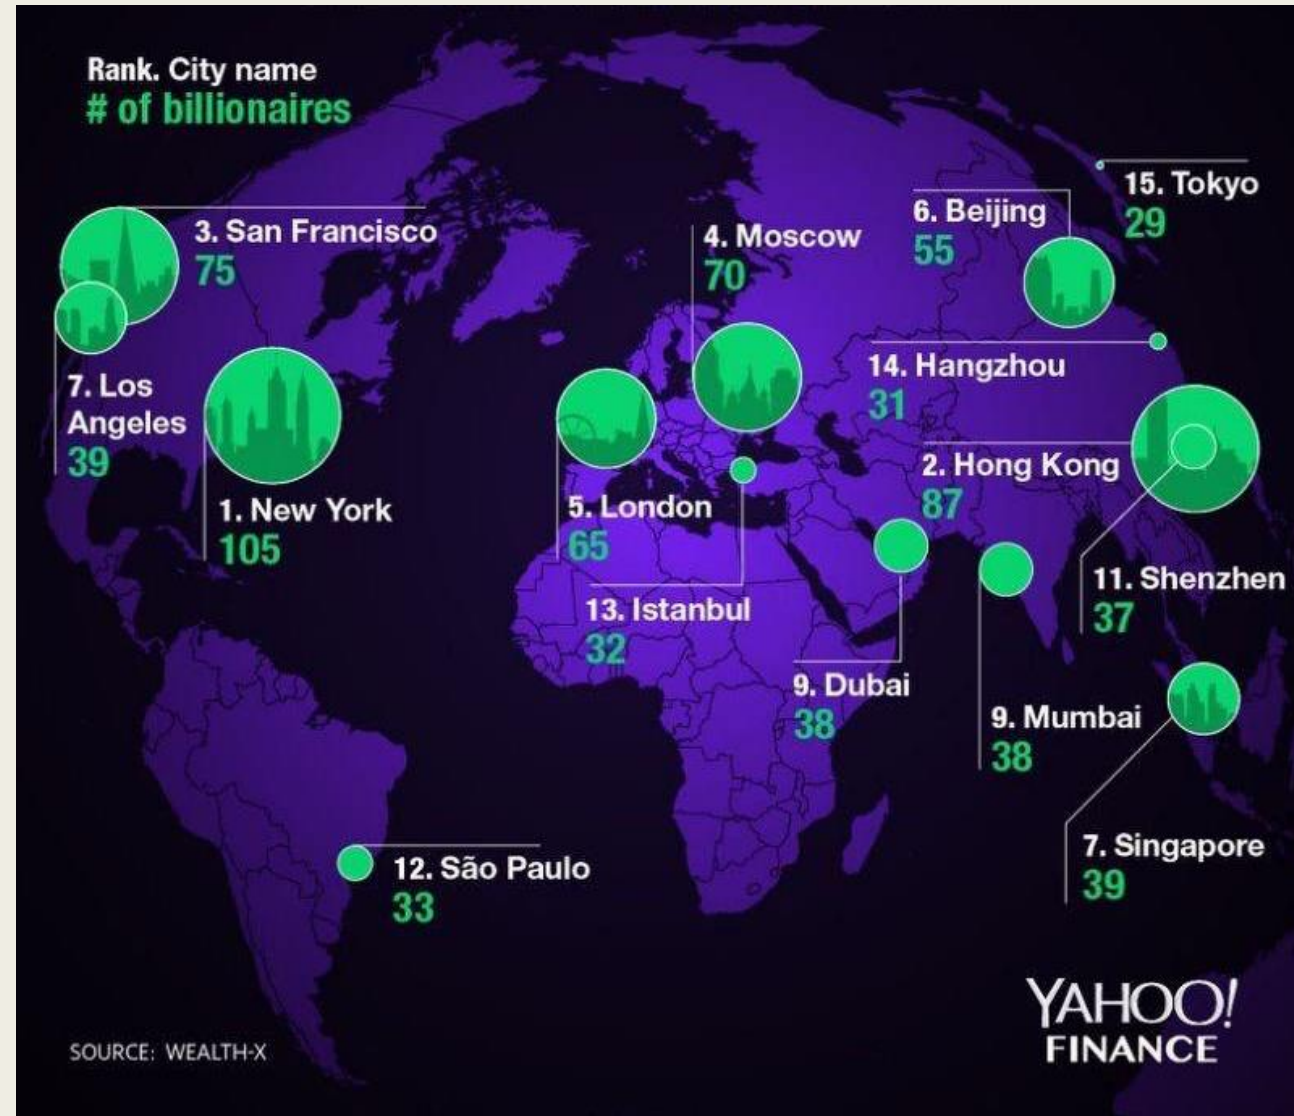 Rank. City name
# of billionaires
3. San Francisco
75
7. Los
Angeles
39
1. New York
105
4. Moscow
70
5. London
65
13. Istanbul
32
6. Beijing
55
15. Tokyo
29
14. Hangzhou
31
2. Hong Kong
87
11. Shenzhen
37
9. Dubai
38
9. Mumbai
38
7. Singapore
39
12. São Paulo
33
SOURCE: WEALTH-X
YAHOO!
FINANCE